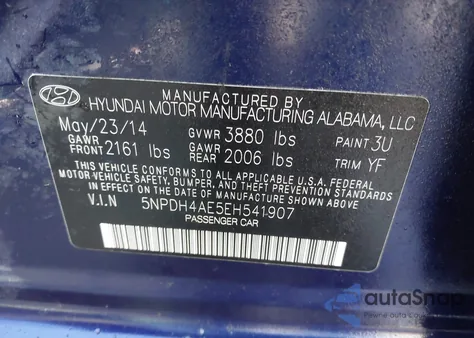 MANUFACTURED BY
HYUNDAI MOTOR MANUFACTURING ALABAMA, LLC
May/23/14 GVWR 3880 lbs PAINT 3U
GAWR FRONT 2161 lbs GAWR REAR 2006 lbs TRIM YF
THIS VEHICLE CONFORMS TO ALL APPLICABLE U.S.A. FEDERAL
MOTOR VEHICLE SAFETY, BUMPER, AND THEFT PREVENTION STANDARDS
IN EFFECT ON THE DATE OF MANUFACTURE SHOWN ABOVE.
V.I.N 5NPDH4AE5EH541907
PASSENGER CAR
autoSnap